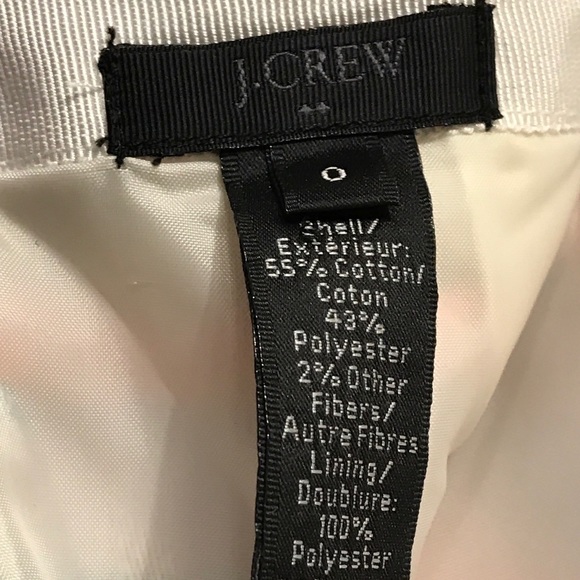 J.CREW
0
Shell/
Extérieur:
55% Cotton/
Coton
43%
Polyester
2% Other
Fibers/
Autre Fibres
Lining/
Doublure:
100%
Polyester